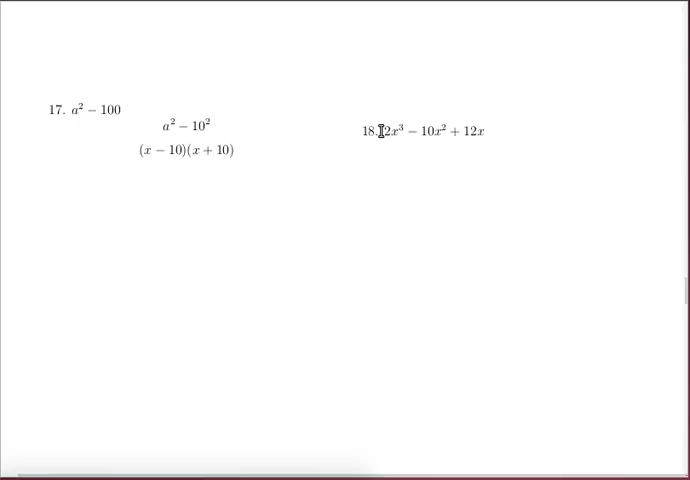 17. a² − 100
a² − 10²
(x − 10)(x + 10)
18. 2x³ − 10x² + 12x